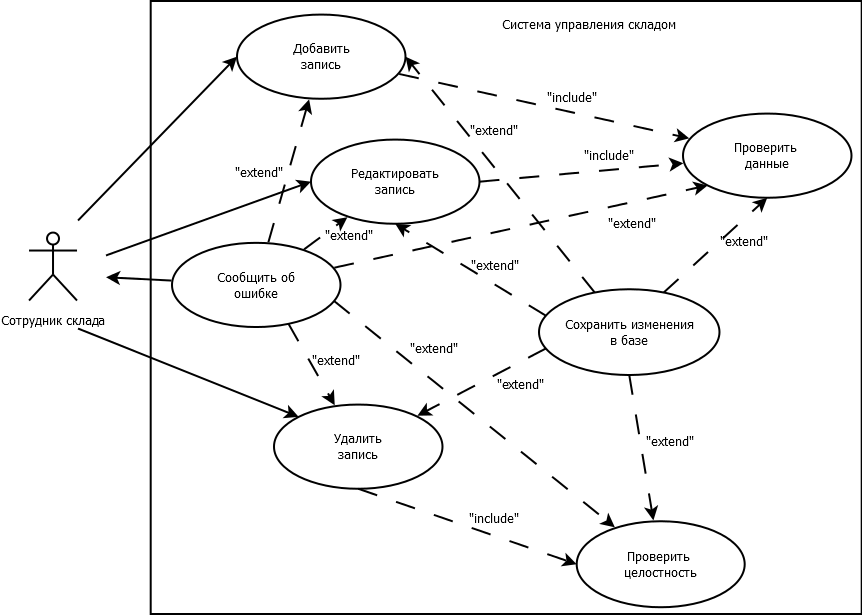 Система управления складом
Добавить
запись
"include"
"extend"
Проверить
данные
"include"
"extend"
Редактировать
запись
"extend"
"extend"
"extend"
"extend"
Сообщить об
ошибке
Сотрудник склада
Сохранить изменения
в базе
"extend"
"extend"
"extend"
Удалить
запись
"extend"
"include"
Проверить
целостность